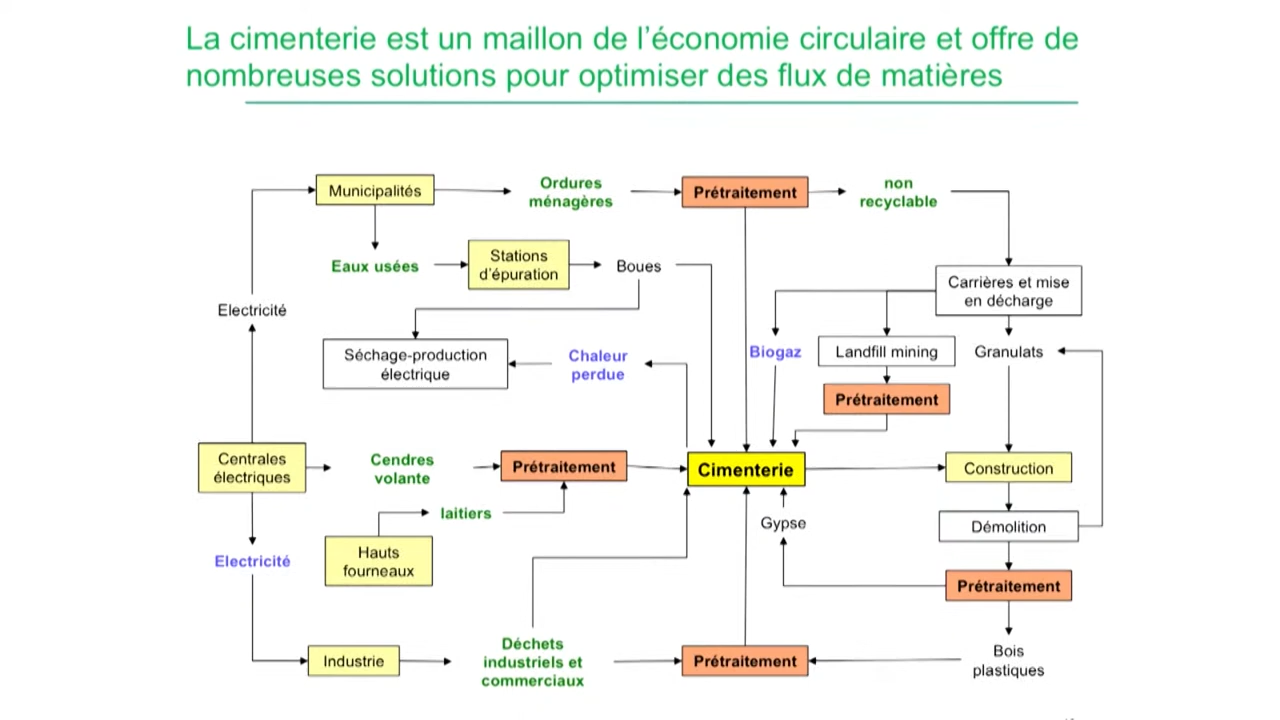 La cimenterie est un maillon de l'économie circulaire et offre de
nombreuses solutions pour optimiser des flux de matières
Municipalités
Ordures
ménagères
Prétraitement
non
recyclable
Eaux usées
Stations
d'épuration
Boues
Carrières et mise
en décharge
Electricité
Séchage-production
électrique
Chaleur
perdue
Biogaz
Landfill mining
Granulats
Prétraitement
Centrales
électriques
Cendres
volante
Prétraitement
Cimenterie
Construction
laitiers
Gypse
Démolition
Hauts
fourneaux
Electricité
Prétraitement
Industrie
Déchets
industriels et
commerciaux
Prétraitement
Bois
plastiques